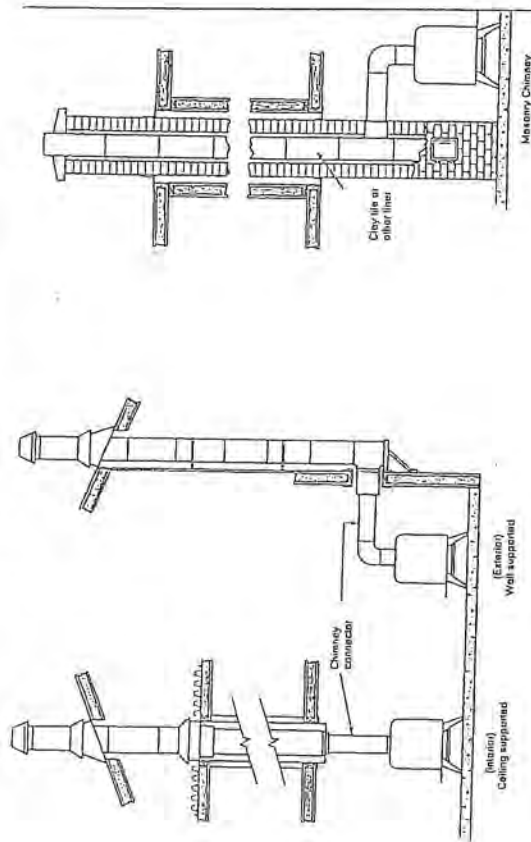 Clay tile or
other liner
Masonry Chimney
Chimney
connector
(Exterior)
Wall supported
(Interior)
Ceiling supported